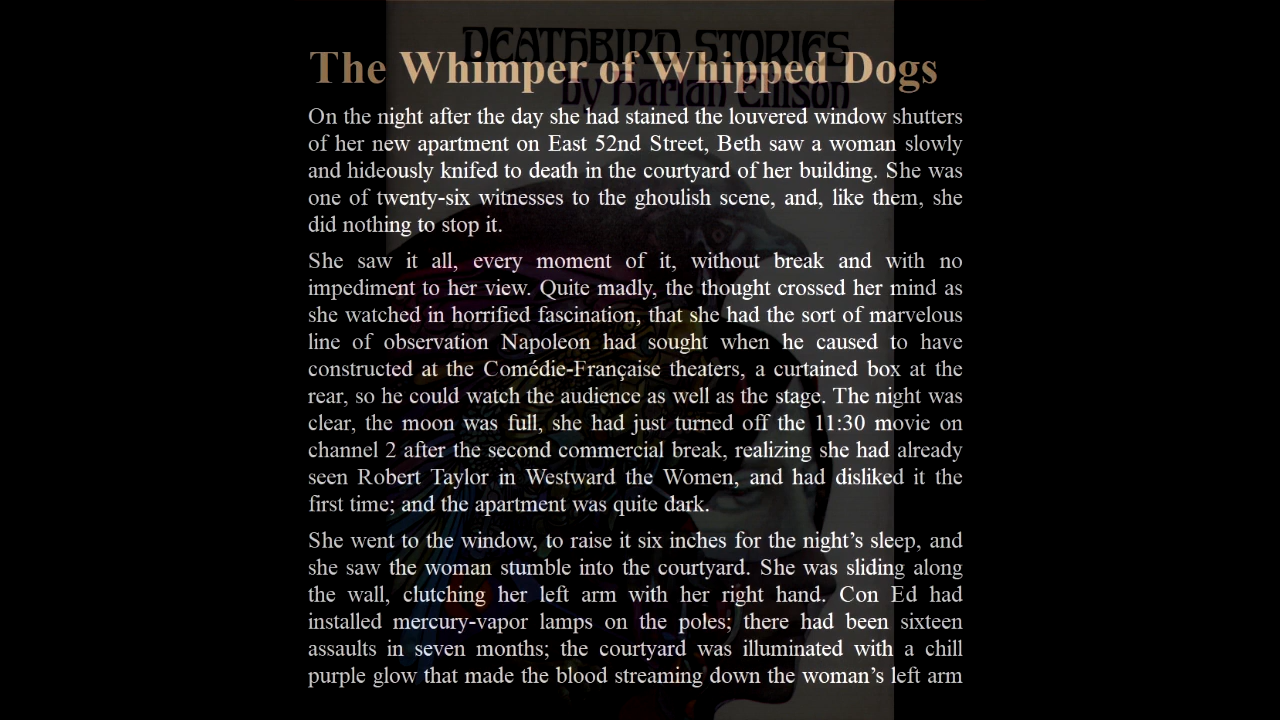 DEATHBIRD STORIES
by Harlan Ellison
The Whimper of Whipped Dogs
On the night after the day she had stained the louvered window shutters
of her new apartment on East 52nd Street, Beth saw a woman slowly
and hideously knifed to death in the courtyard of her building. She was
one of twenty-six witnesses to the ghoulish scene, and, like them, she
did nothing to stop it.
She saw it all, every moment of it, without break and with no
impediment to her view. Quite madly, the thought crossed her mind as
she watched in horrified fascination, that she had the sort of marvelous
line of observation Napoleon had sought when he caused to have
constructed at the Comédie-Française theaters, a curtained box at the
rear, so he could watch the audience as well as the stage. The night was
clear, the moon was full, she had just turned off the 11:30 movie on
channel 2 after the second commercial break, realizing she had already
seen Robert Taylor in Westward the Women, and had disliked it the
first time; and the apartment was quite dark.
She went to the window, to raise it six inches for the night’s sleep, and
she saw the woman stumble into the courtyard. She was sliding along
the wall, clutching her left arm with her right hand. Con Ed had
installed mercury-vapor lamps on the poles; there had been sixteen
assaults in seven months; the courtyard was illuminated with a chill
purple glow that made the blood streaming down the woman’s left arm